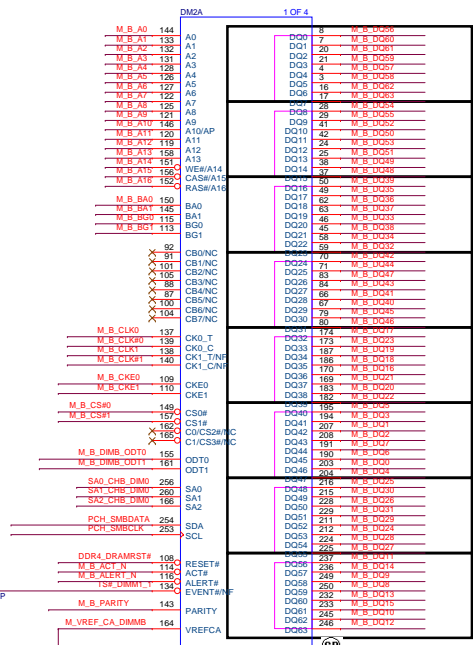 DM2A 1 OF 4
M_B_A0 144 A0
M_B_A1 133 A1
M_B_A2 132 A2
M_B_A3 131 A3
M_B_A4 128 A4
M_B_A5 126 A5
M_B_A6 127 A6
M_B_A7 122 A7
M_B_A8 125 A8
M_B_A9 121 A9
M_B_A10 146 A10/AP
M_B_A11 120 A11
M_B_A12 119 A12
M_B_A13 158 A13
M_B_A14 151 WE#/A14
M_B_A15 156 CAS#/A15
M_B_A16 152 RAS#/A16
M_B_BA0 150 BA0
M_B_BA1 145 BA1
M_B_BG0 115 BG0
M_B_BG1 113 BG1
92 CB0/NC
91 CB1/NC
101 CB2/NC
105 CB3/NC
88 CB4/NC
87 CB5/NC
100 CB6/NC
104 CB7/NC
M_B_CLK0 137 CK0_T
M_B_CLK#0 139 CK0_C
M_B_CLK1 138 CK1_T/NF
M_B_CLK#1 140 CK1_C/NF
M_B_CKE0 109 CKE0
M_B_CKE1 110 CKE1
M_B_CS#0 149 CS0#
M_B_CS#1 157 CS1#
162 C0/CS2#/NC
165 C1/CS3#/NC
M_B_DIMB_ODT0 155 ODT0
M_B_DIMB_ODT1 161 ODT1
SA0_CHB_DIM0 256 SA0
SA1_CHB_DIM0 260 SA1
SA2_CHB_DIM0 166 SA2
PCH_SMBDATA 254 SDA
PCH_SMBCLK 253 SCL
DDR4_DRAMRST# 108 RESET#
M_B_ACT_N 114 ACT#
M_B_ALERT_N 116 ALERT#
TS#_DIMM1_1 134 EVENT#/NF
P
M_B_PARITY 143 PARITY
M_VREF_CA_DIMMB 164 VREFCA
DQ0 8 M_B_DQ56
DQ1 7 M_B_DQ60
DQ2 20 M_B_DQ61
DQ3 21 M_B_DQ59
DQ4 4 M_B_DQ57
DQ5 3 M_B_DQ58
DQ6 16 M_B_DQ62
DQ7 17 M_B_DQ63
DQ8 28 M_B_DQ54
DQ9 29 M_B_DQ55
DQ10 41 M_B_DQ52
DQ11 42 M_B_DQ50
DQ12 24 M_B_DQ53
DQ13 25 M_B_DQ51
DQ14 38 M_B_DQ49
DQ15 37 M_B_DQ48
DQ16 50 M_B_DQ39
DQ17 49 M_B_DQ35
DQ18 62 M_B_DQ36
DQ19 63 M_B_DQ37
DQ20 46 M_B_DQ33
DQ21 45 M_B_DQ38
DQ22 58 M_B_DQ34
DQ23 59 M_B_DQ32
DQ24 70 M_B_DQ42
DQ25 71 M_B_DQ44
DQ26 83 M_B_DQ43
DQ27 84 M_B_DQ47
DQ28 66 M_B_DQ41
DQ29 67 M_B_DQ40
DQ30 79 M_B_DQ45
DQ31 80 M_B_DQ46
DQ32 174 M_B_DQ17
DQ33 173 M_B_DQ23
DQ34 187 M_B_DQ19
DQ35 186 M_B_DQ18
DQ36 170 M_B_DQ16
DQ37 169 M_B_DQ21
DQ38 183 M_B_DQ20
DQ39 182 M_B_DQ22
DQ40 195 M_B_DQ5
DQ41 194 M_B_DQ3
DQ42 207 M_B_DQ1
DQ43 208 M_B_DQ2
DQ44 191 M_B_DQ7
DQ45 190 M_B_DQ6
DQ46 203 M_B_DQ0
DQ47 204 M_B_DQ4
DQ48 216 M_B_DQ25
DQ49 215 M_B_DQ30
DQ50 228 M_B_DQ26
DQ51 229 M_B_DQ31
DQ52 211 M_B_DQ29
DQ53 212 M_B_DQ24
DQ54 224 M_B_DQ28
DQ55 225 M_B_DQ27
DQ56 237 M_B_DQ11
DQ57 236 M_B_DQ14
DQ58 249 M_B_DQ9
DQ59 250 M_B_DQ8
DQ60 232 M_B_DQ13
DQ61 233 M_B_DQ15
DQ62 245 M_B_DQ10
DQ63 246 M_B_DQ12